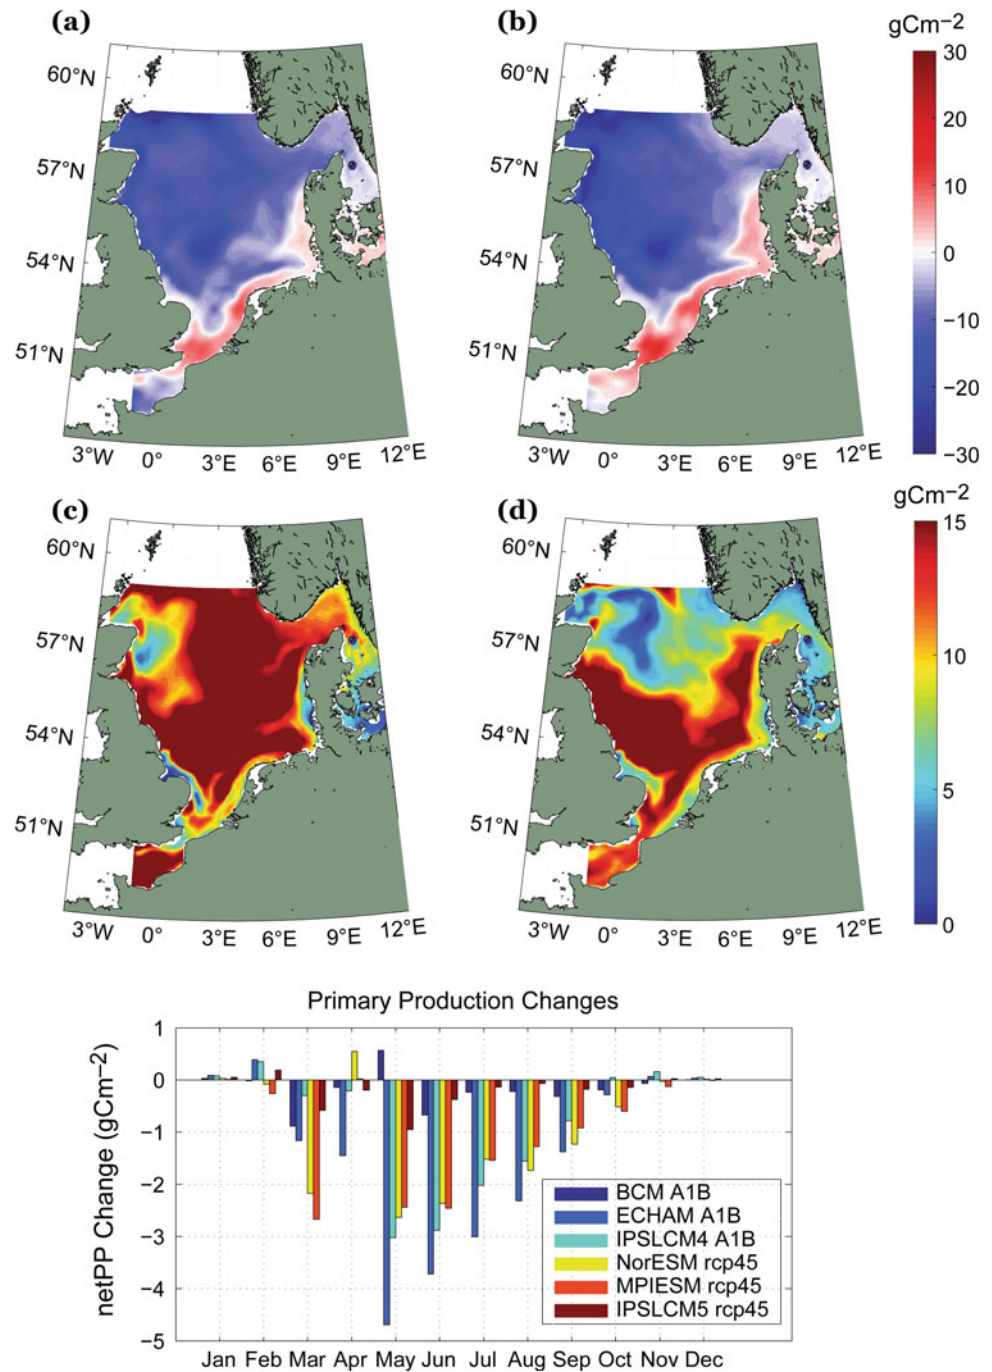 (a)
(b)
gCm−2
60°N
57°N
54°N
51°N
3°W 0° 3°E 6°E 9°E 12°E
60°N
57°N
54°N
51°N
3°W 0° 3°E 6°E 9°E 12°E
30
20
10
0
−10
−20
−30
(c)
(d)
gCm−2
60°N
57°N
54°N
51°N
3°W 0° 3°E 6°E 9°E 12°E
60°N
57°N
54°N
51°N
3°W 0° 3°E 6°E 9°E 12°E
15
10
5
0
Primary Production Changes
netPP Change (gCm−2)
1
0
−1
−2
−3
−4
−5
BCM A1B
ECHAM A1B
IPSLCM4 A1B
NorESM rcp45
MPIESM rcp45
IPSLCM5 rcp45
Jan Feb Mar Apr May Jun Jul Aug Sep Oct Nov Dec